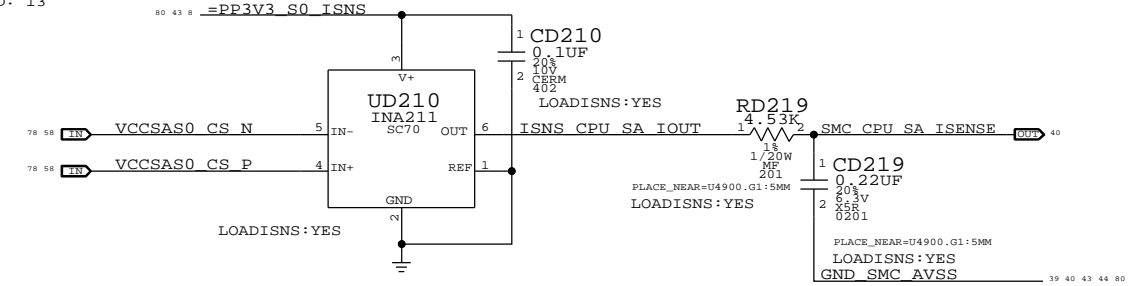 : 13
80 43 8 =PP3V3_S0_ISNS
1 CD210
0.1UF
20%
10V
2 CERM
402
LOADISNS:YES
3
V+
UD210
INA211
SC70
78 58 IN VCCSAS0_CS_N 5 IN- OUT 6 ISNS_CPU_SA_IOUT
78 58 IN VCCSAS0_CS_P 4 IN+ REF 1
GND
2
LOADISNS:YES
RD219
4.53K
1 2 SMC_CPU_SA_ISENSE OUT 40
1%
1/20W
MF
201
PLACE_NEAR=U4900.G1:5MM
LOADISNS:YES
1 CD219
0.22UF
20%
6.3V
2 X5R
0201
PLACE_NEAR=U4900.G1:5MM
LOADISNS:YES
GND_SMC_AVSS 39 40 43 44 80